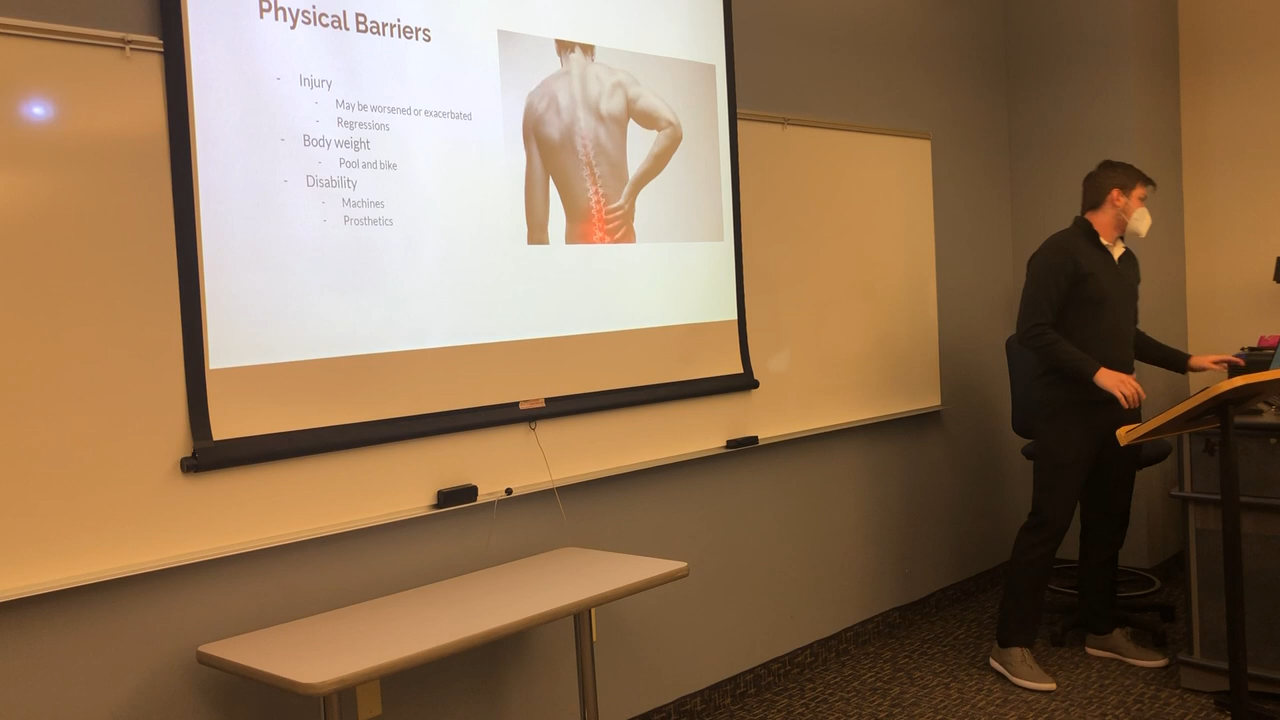 Physical Barriers
- Injury
- May be worsened or exacerbated
- Regressions
- Body weight
- Pool and bike
- Disability
- Machines
- Prosthetics